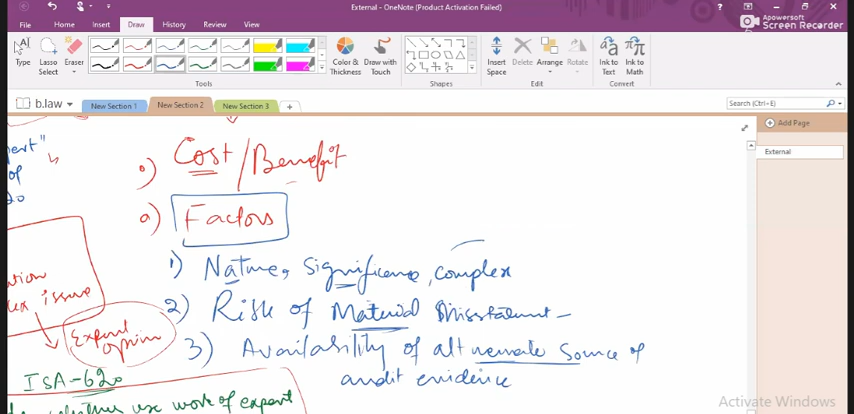 External - OneNote (Product Activation Failed)
Apowersoft
Screen Recorder
File Home Insert Draw History Review View
Type
Lasso Select
Eraser
Color & Thickness
Draw with Touch
Insert Space
Delete
Arrange
Rotate
Ink to Text
Ink to Math
Tools
Shapes
Edit
Convert
b.law
New Section 1
New Section 2
New Section 3
Search (Ctrl+E)
Add Page
External
of
20
Cost/Benefit
a) Factors
1) Nature, Significance, complex
2) Risk of Material
3) Availability of alternate Source of
audit evidence
issue
Expert
opinion
ISA-620
whether use work of expert
Activate Windows